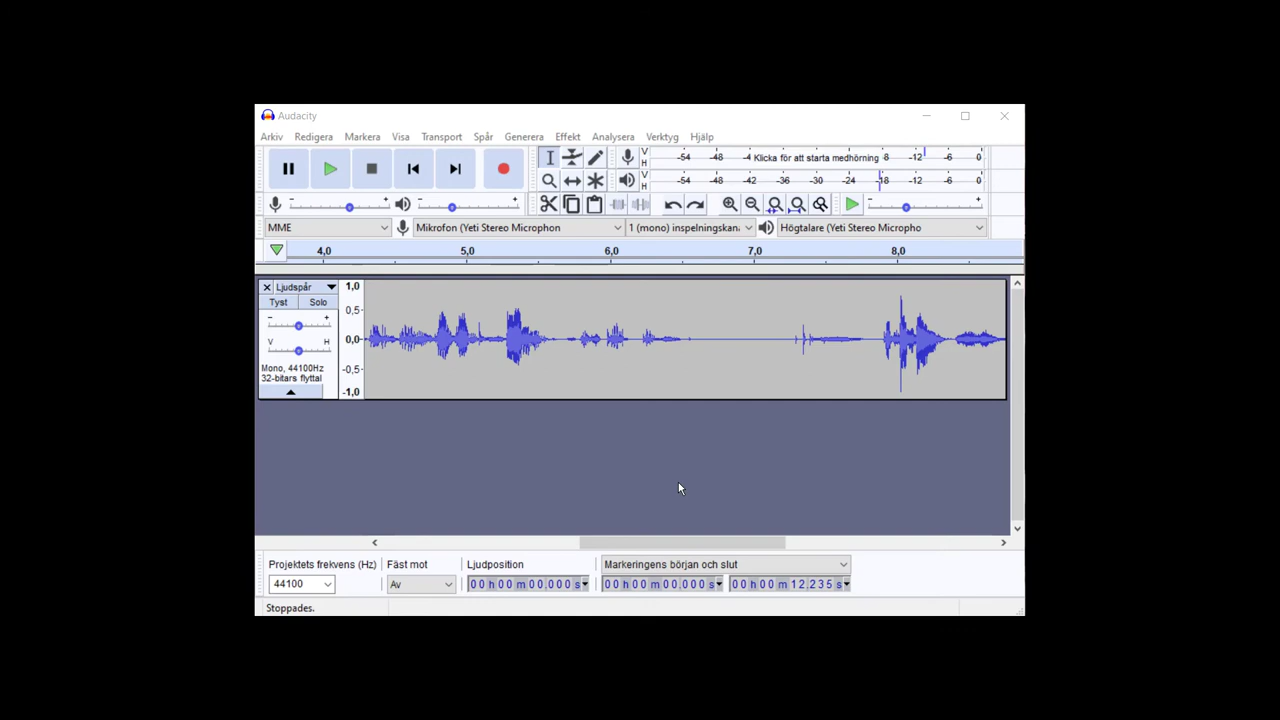 Audacity
Arkiv Redigera Markera Visa Transport Spår Generera Effekt Analysera Verktyg Hjälp
V H -54 -48 -4 Klicka för att starta medhörning 8 -12 -6 0
V H -54 -48 -42 -36 -30 -24 -18 -12 -6 0
- + - + - +
MME Mikrofon (Yeti Stereo Microphon 1 (mono) inspelningskan Högtalare (Yeti Stereo Micropho
4,0 5,0 6,0 7,0 8,0
Ljudspår 1,0
Tyst Solo 0,5
- +
0,0
V H
Mono, 44100Hz -0,5
32-bitars flyttal
-1,0
Projektets frekvens (Hz) Fäst mot Ljudposition Markeringens början och slut
44100 Av 00 h 00 m 00.000 s 00 h 00 m 00.000 s 00 h 00 m 12.235 s
Stoppades.